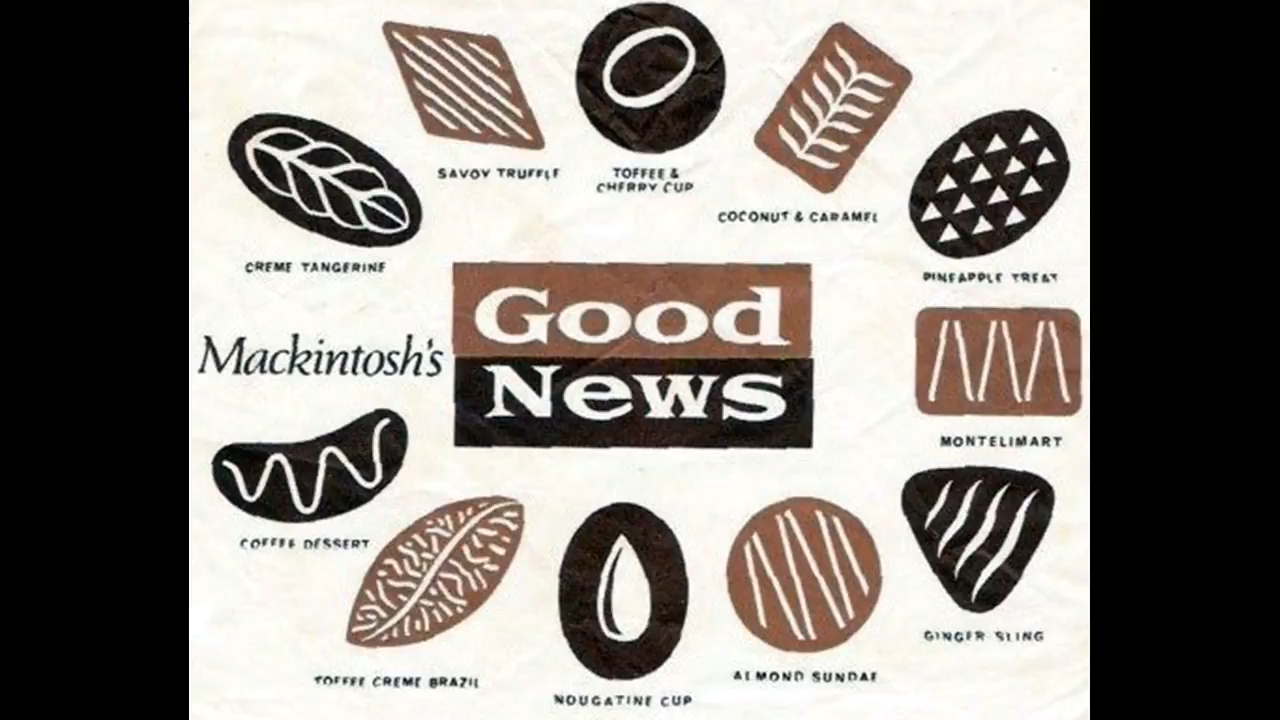 SAVOY TRUFFLE
TOFFEE &
CHERRY CUP
COCONUT & CARAMEL
CREME TANGERINE
PINEAPPLE TREAT
Good
News
Mackintosh's
MONTELIMART
COFFEE DESSERT
GINGER SLING
TOFFEE CREME BRAZIL
NOUGATINE CUP
ALMOND SUNDAE